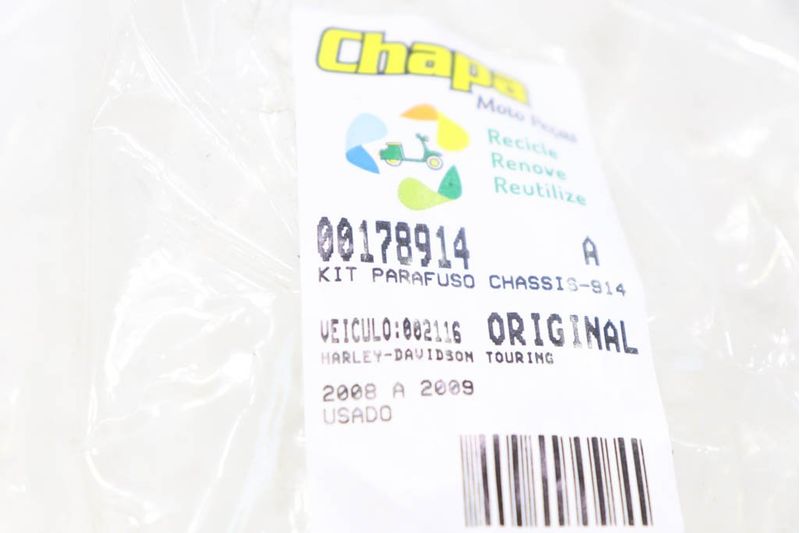 Chapa
Moto Peças
Recicle
Renove
Reutilize
00178914 A
KIT PARAFUSO CHASSIS-914
VEICULO:002116 ORIGINAL
HARLEY-DAVIDSON TOURING
2008 A 2009
USADO